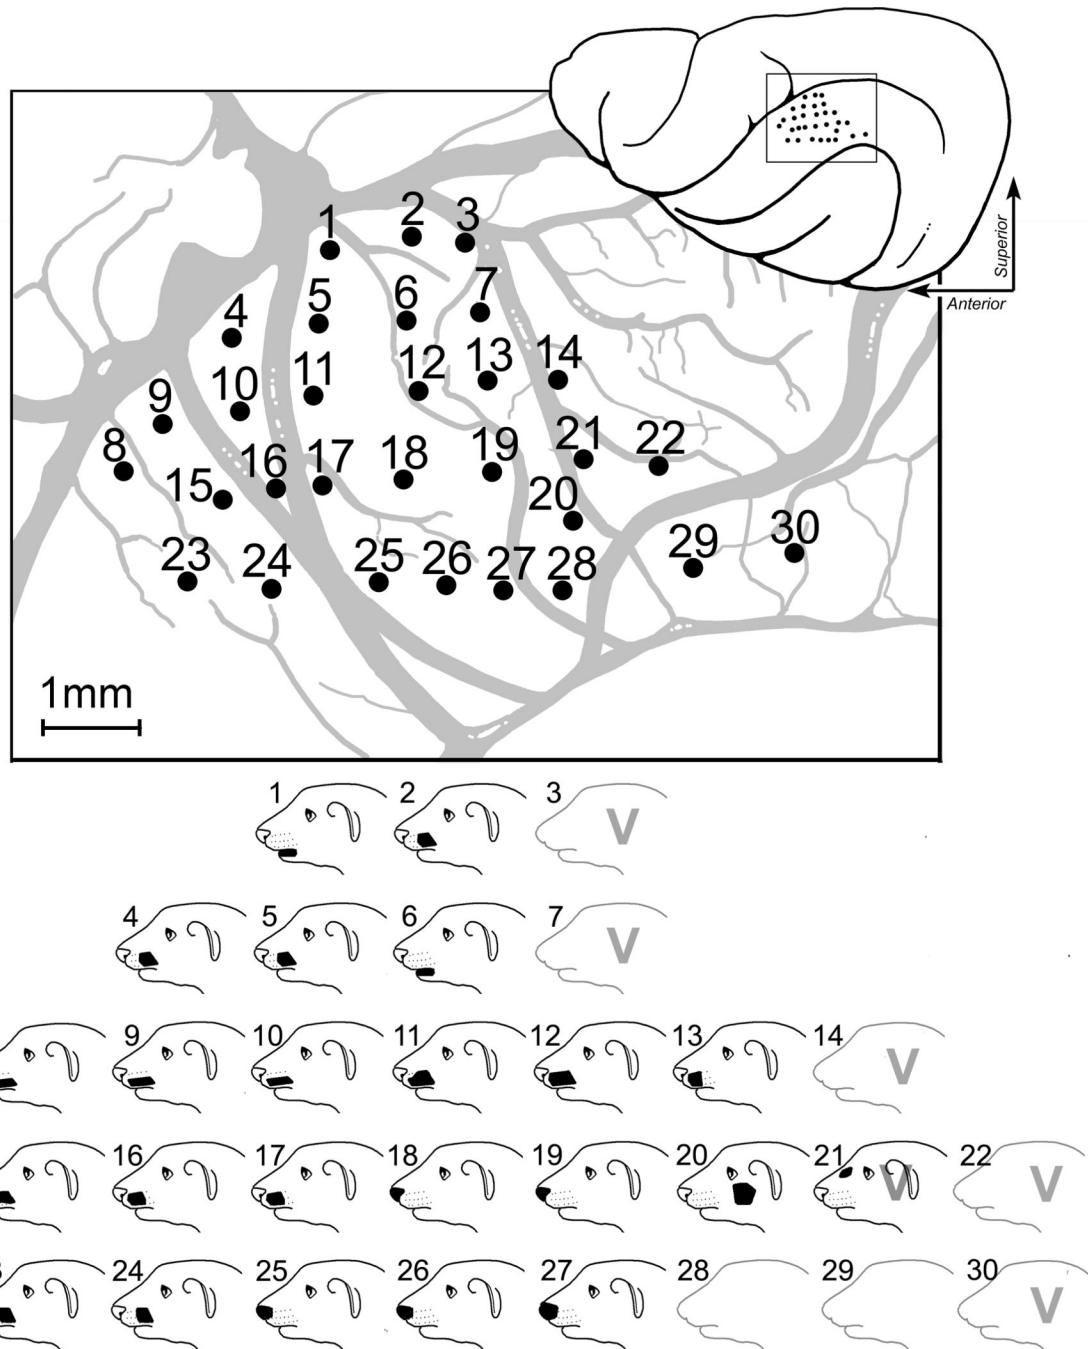 Superior
Anterior
1 2 3
4 5 6 7
8 9 10 11 12 13 14
15 16 17 18 19 20 21 22
23 24 25 26 27 28 29 30
1mm
1 2 3 V
4 5 6 7 V
9 10 11 12 13 14 V
16 17 18 19 20 21 V 22 V
24 25 26 27 28 29 30 V